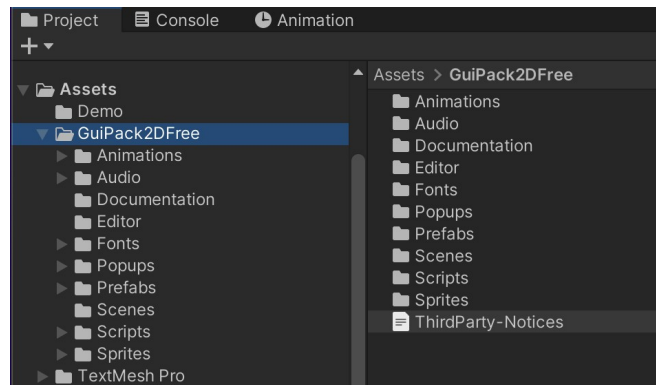 Project Console Animation
Assets
Demo
GuiPack2DFree
Animations
Audio
Documentation
Editor
Fonts
Popups
Prefabs
Scenes
Scripts
Sprites
TextMesh Pro
Assets > GuiPack2DFree
Animations
Audio
Documentation
Editor
Fonts
Popups
Prefabs
Scenes
Scripts
Sprites
ThirdParty-Notices